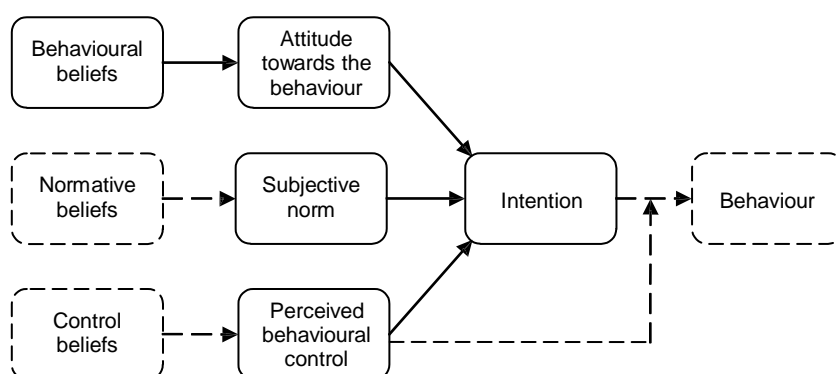 Behavioural
beliefs
Attitude
towards the
behaviour
Normative
beliefs
Subjective
norm
Intention
Behaviour
Control
beliefs
Perceived
behavioural
control